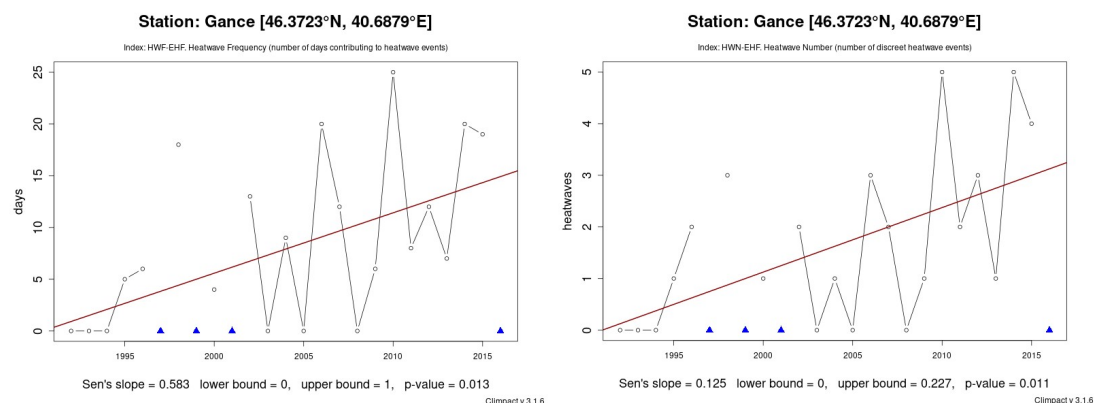 Station: Gance [46.3723°N, 40.6879°E]
Index: HWF-EHF. Heatwave Frequency (number of days contributing to heatwave events)
days
0
5
10
15
20
25
1995
2000
2005
2010
2015
Sen's slope = 0.583 lower bound = 0, upper bound = 1, p-value = 0.013
Climpact v 3.1.6
Station: Gance [46.3723°N, 40.6879°E]
Index: HWN-EHF. Heatwave Number (number of discreet heatwave events)
heatwaves
0
1
2
3
4
5
1995
2000
2005
2010
2015
Sen's slope = 0.125 lower bound = 0, upper bound = 0.227, p-value = 0.011
Climpact v 3.1.6